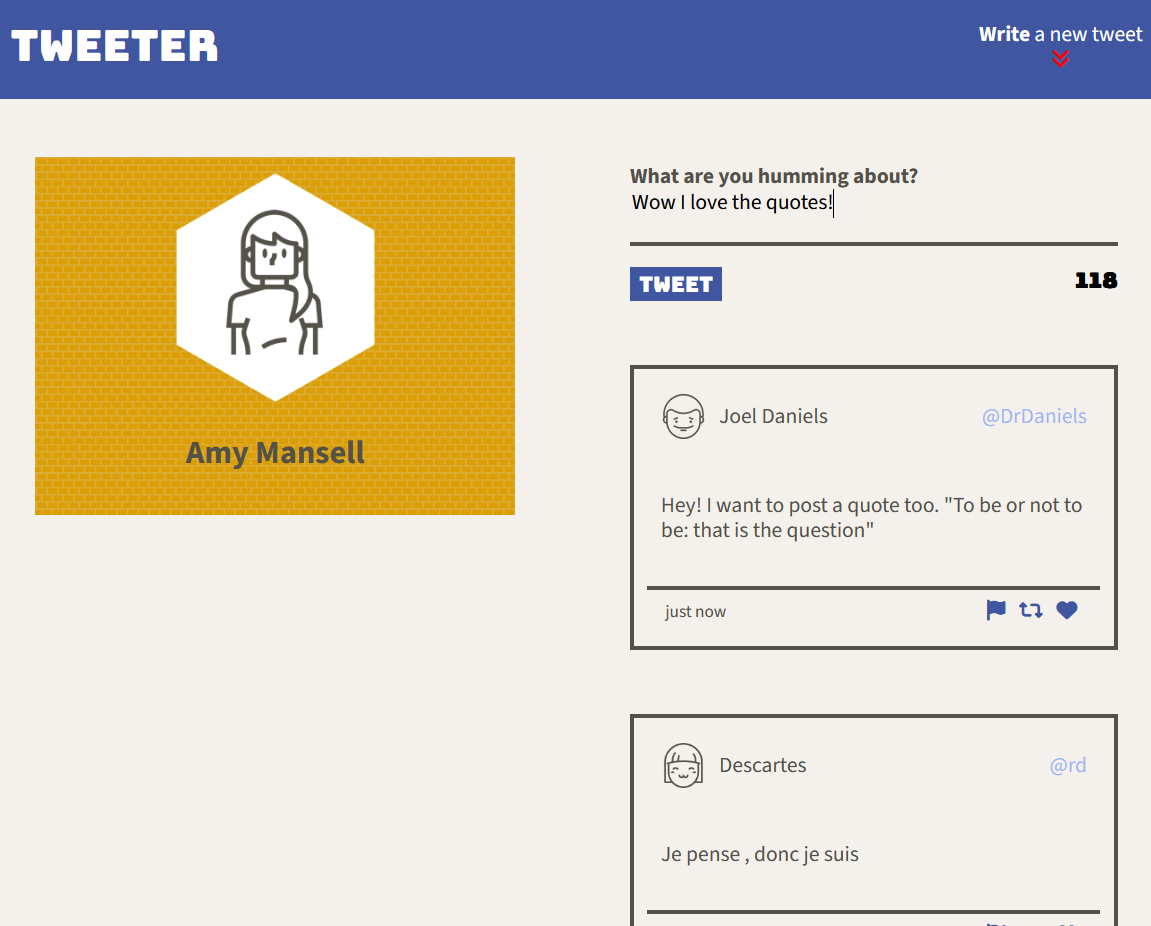 TWEETER
Write a new tweet
Amy Mansell
What are you humming about?
Wow I love the quotes!
TWEET
118
Joel Daniels
@DrDaniels
Hey! I want to post a quote too. "To be or not to
be: that is the question"
just now
Descartes
@rd
Je pense , donc je suis